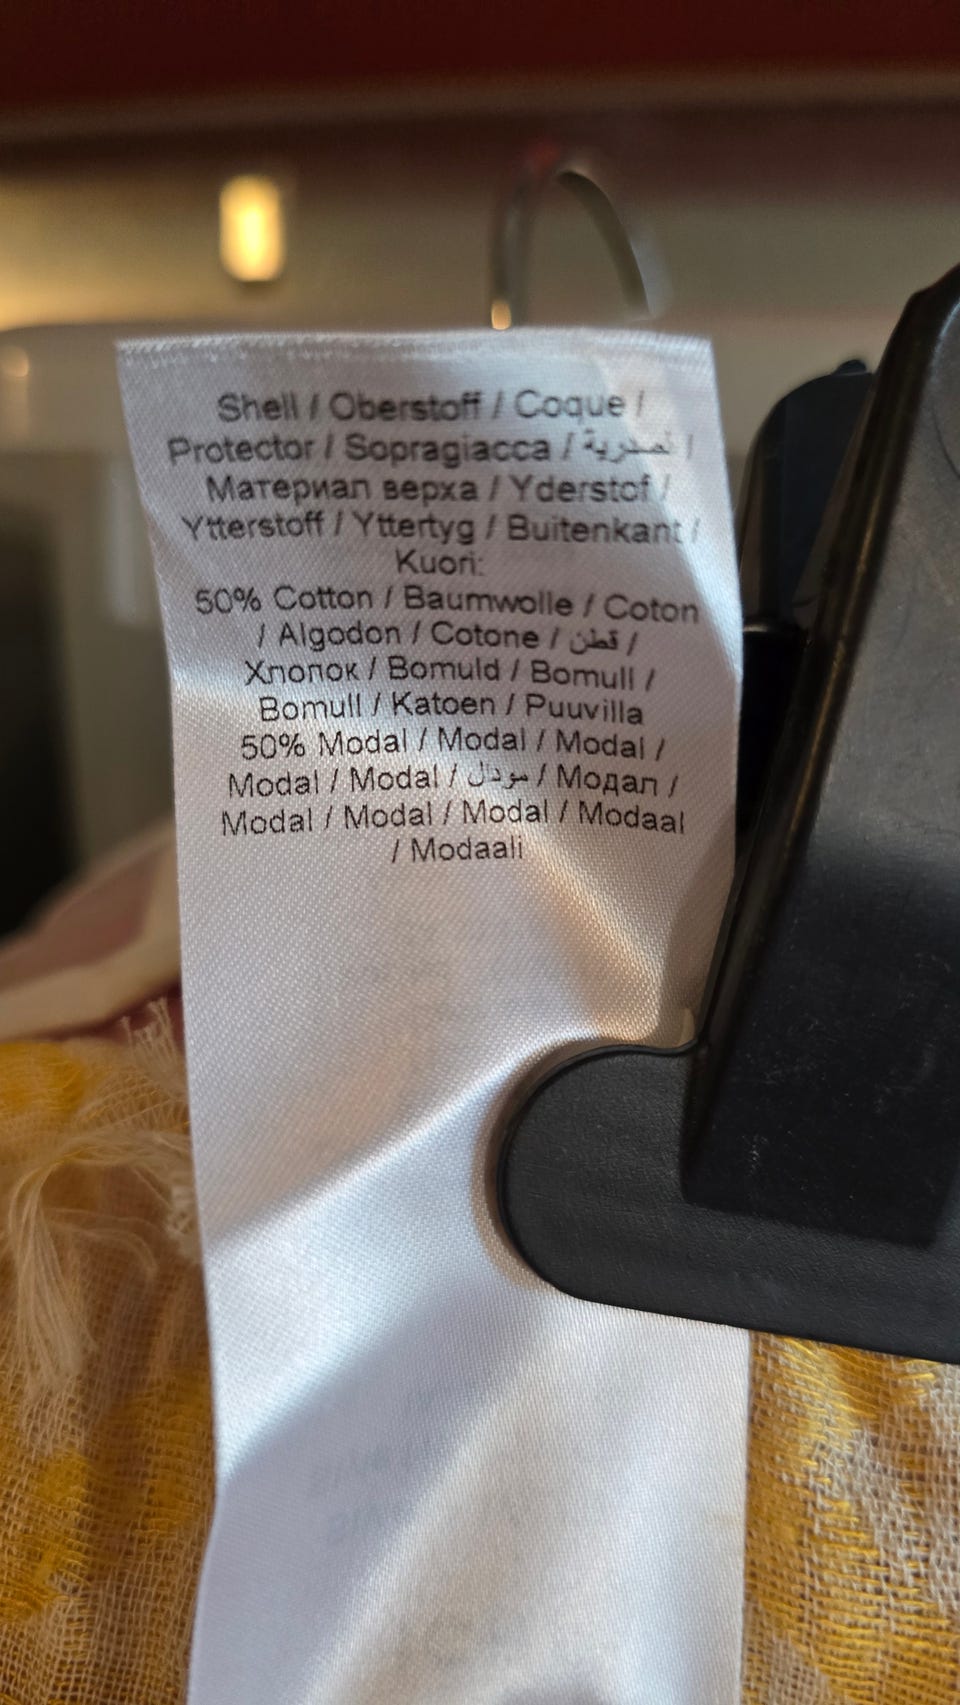 Shell / Oberstoff / Coque /
Protector / Sopragiacca / الصدرية /
Материал верха / Yderstof /
Ytterstoff / Yttertyg / Buitenkant /
Kuori:
50% Cotton / Baumwolle / Coton
/ Algodon / Cotone / قطن /
Хлопок / Bomuld / Bomull /
Bomull / Katoen / Puuvilla
50% Modal / Modal / Modal /
Modal / Modal / مودال / Модал /
Modal / Modal / Modal / Modaal
/ Modaali